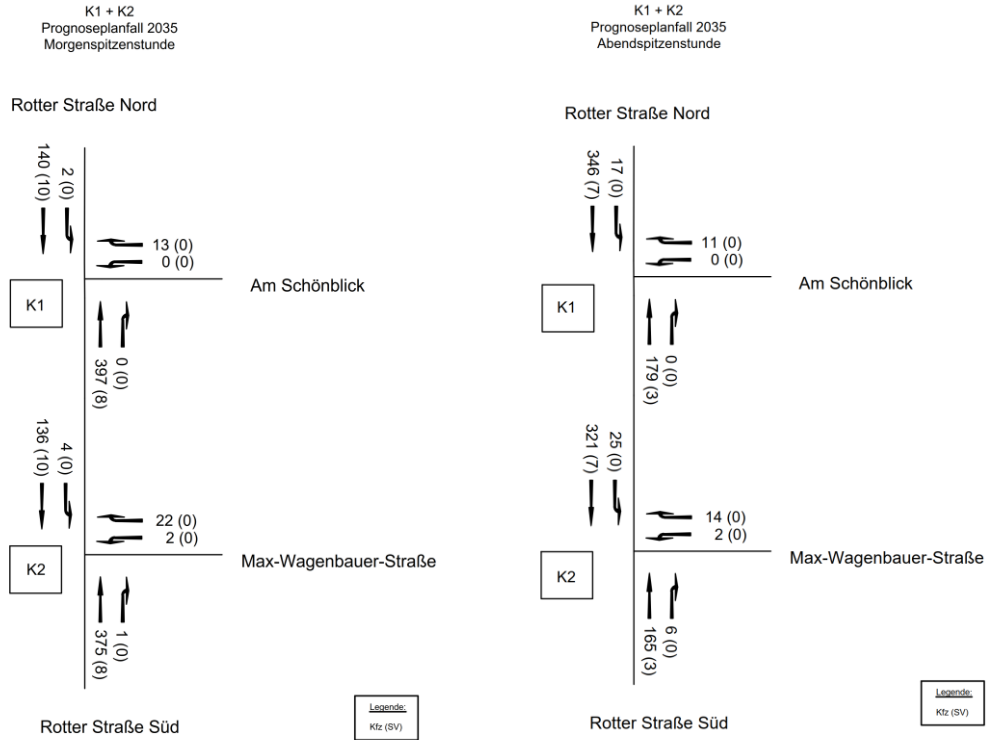 K1 + K2
Prognoseplanfall 2035
Morgenspitzenstunde
Rotter Straße Nord
140 (10)
2 (0)
13 (0)
0 (0)
Am Schönblick
K1
397 (8)
0 (0)
136 (10)
4 (0)
22 (0)
2 (0)
Max-Wagenbauer-Straße
K2
375 (8)
1 (0)
Legende:
Kfz (SV)
Rotter Straße Süd
K1 + K2
Prognoseplanfall 2035
Abendspitzenstunde
Rotter Straße Nord
346 (7)
17 (0)
11 (0)
0 (0)
Am Schönblick
K1
179 (3)
0 (0)
321 (7)
25 (0)
14 (0)
2 (0)
Max-Wagenbauer-Straße
K2
165 (3)
6 (0)
Legende:
Kfz (SV)
Rotter Straße Süd